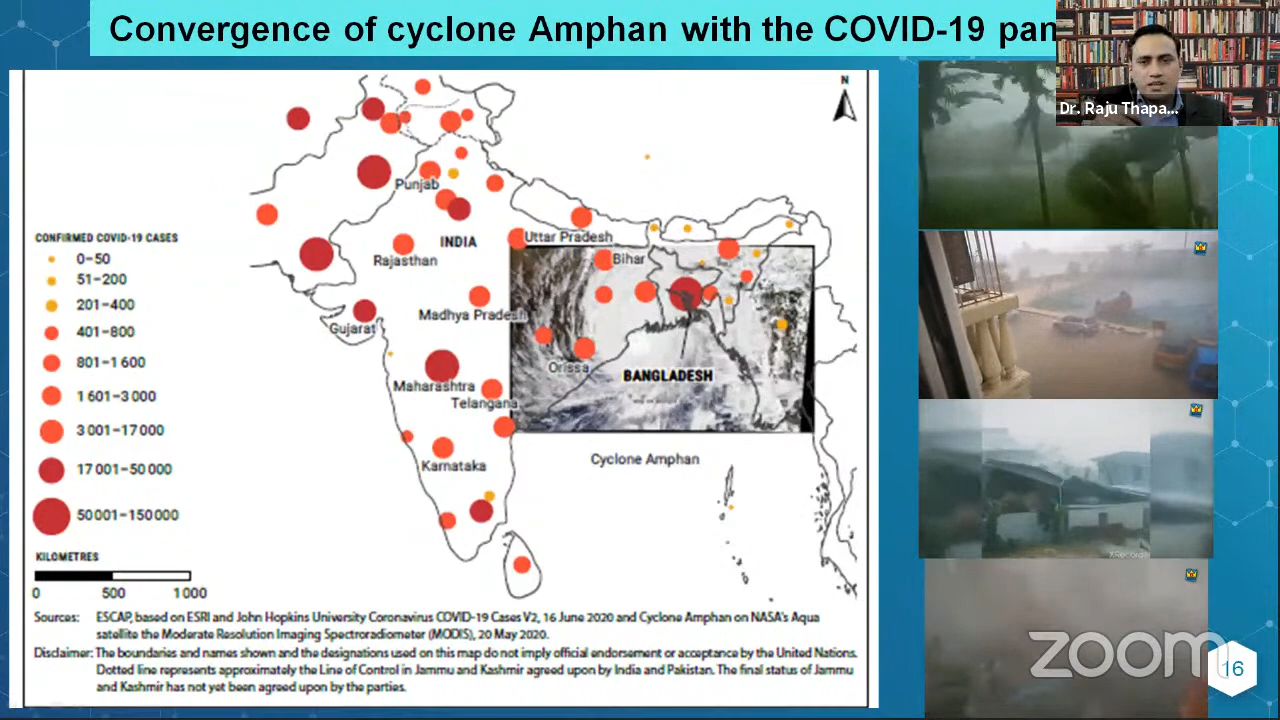 Convergence of cyclone Amphan with the COVID-19 pan
Dr. Raju Thapa...
N
Punjab
CONFIRMED COVID-19 CASES
0–50
51–200
201–400
401–800
801–1 600
1 601–3 000
3 001–17 000
17 001–50 000
50 001–150 000
INDIA
Uttar Pradesh
Rajasthan
Bihar
Madhya Pradesh
Gujarat
Orissa
BANGLADESH
Maharashtra
Telangana
Karnataka
Cyclone Amphan
KILOMETRES
0 500 1 000
Sources: ESCAP, based on ESRI and John Hopkins University Coronavirus COVID-19 Cases V2, 16 June 2020 and Cyclone Amphan on NASA's Aqua
satellite the Moderate Resolution Imaging Spectroradiometer (MODIS), 20 May 2020.
Disclaimer: The boundaries and names shown and the designations used on this map do not imply official endorsement or acceptance by the United Nations.
Dotted line represents approximately the Line of Control in Jammu and Kashmir agreed upon by India and Pakistan. The final status of Jammu
and Kashmir has not yet been agreed upon by the parties.
XRecorder
zoom
16